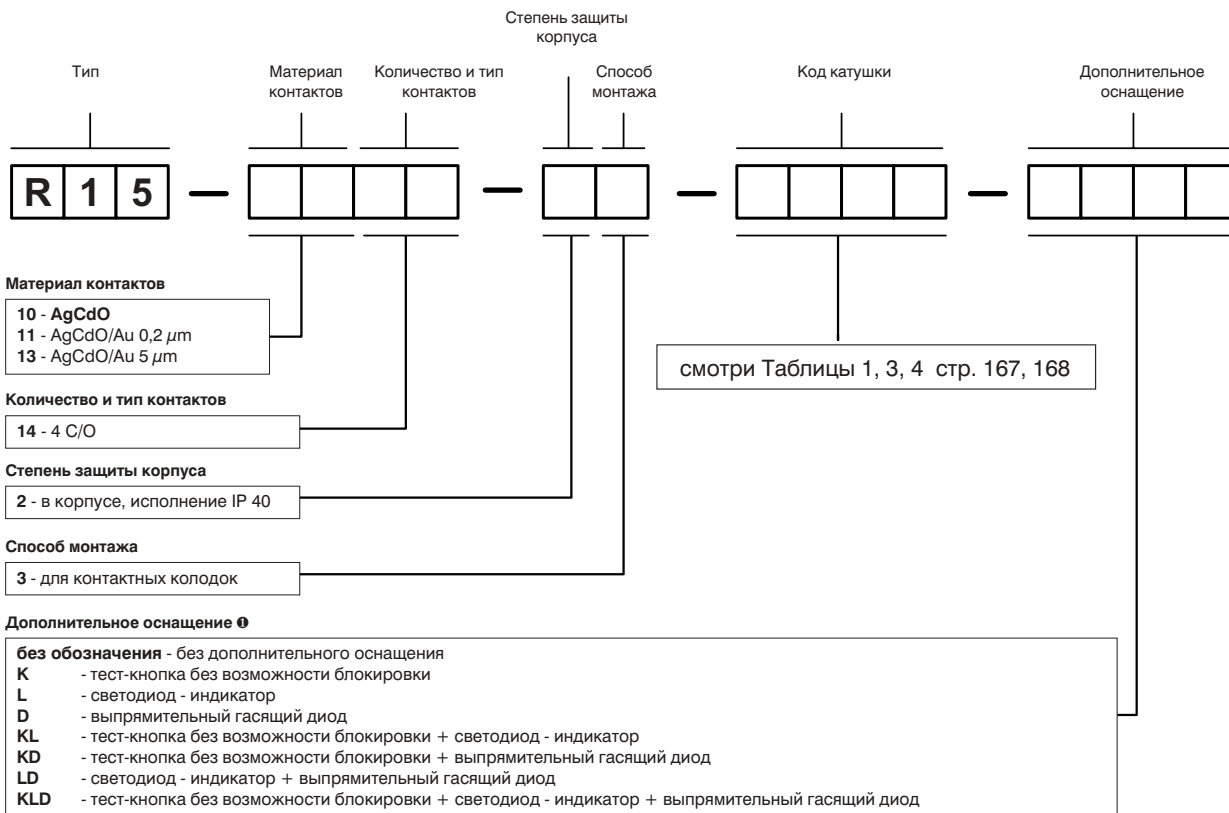 Степень защиты
корпуса
Тип
Материал
контактов
Количество и тип
контактов
Способ
монтажа
Код катушки
Дополнительное
оснащение
R 1 5 — — — —
Материал контактов
10 - AgCdO
11 - AgCdO/Au 0,2 µm
13 - AgCdO/Au 5 µm
смотри Таблицы 1, 3, 4 стр. 167, 168
Количество и тип контактов
14 - 4 C/O
Степень защиты корпуса
2 - в корпусе, исполнение IP 40
Способ монтажа
3 - для контактных колодок
Дополнительное оснащение ❶
без обозначения - без дополнительного оснащения
K - тест-кнопка без возможности блокировки
L - светодиод - индикатор
D - выпрямительный гасящий диод
KL - тест-кнопка без возможности блокировки + светодиод - индикатор
KD - тест-кнопка без возможности блокировки + выпрямительный гасящий диод
LD - светодиод - индикатор + выпрямительный гасящий диод
KLD - тест-кнопка без возможности блокировки + светодиод - индикатор + выпрямительный гасящий диод